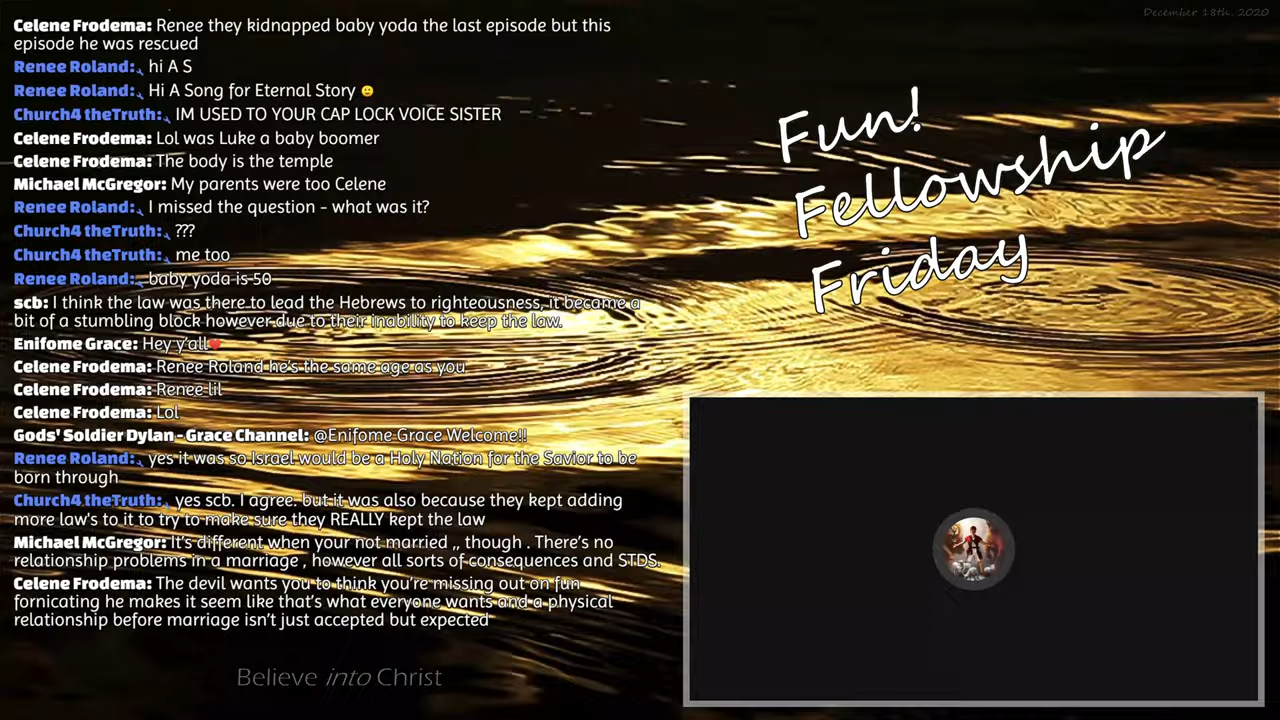 Celene Frodema: Renee they kidnapped baby yoda the last episode but this
episode he was rescued
Renee Roland: hi A S
Renee Roland: Hi A Song for Eternal Story 🙂
Church4 theTruth: IM USED TO YOUR CAP LOCK VOICE SISTER
Celene Frodema: Lol was Luke a baby boomer
Celene Frodema: The body is the temple
Michael McGregor: My parents were too Celene
Renee Roland: I missed the question - what was it?
Church4 theTruth: ???
Church4 theTruth: me too
Renee Roland: baby yoda is 50
scb: I think the law was there to lead the Hebrews to righteousness, it became a
bit of a stumbling block however due to their inability to keep the law.
Enifome Grace: Hey y'all❤
Celene Frodema: Renee Roland he's the same age as you
Celene Frodema: Renee lil
Celene Frodema: Lol
Gods' Soldier Dylan - Grace Channel: @Enifome Grace Welcome!!
Renee Roland: yes it was so Israel would be a Holy Nation for the Savior to be
born through
Church4 theTruth: yes scb. I agree. but it was also because they kept adding
more law's to it to try to make sure they REALLY kept the law
Michael McGregor: It's different when your not married ,, though . There's no
relationship problems in a marriage , however all sorts of consequences and STDS.
Celene Frodema: The devil wants you to think you're missing out on fun
fornicating he makes it seem like that's what everyone wants and a physical
relationship before marriage isn't just accepted but expected
Believe into Christ
December 18th, 2020
Fun!
Fellowship
Friday